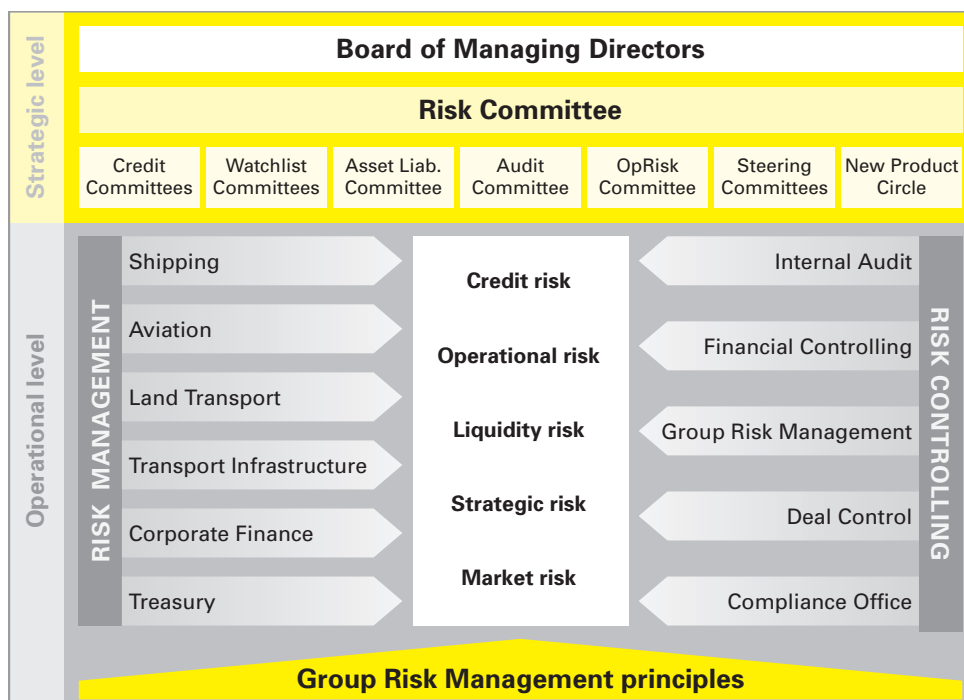 Strategic level
Board of Managing Directors
Risk Committee
Credit
Committees
Watchlist
Committees
Asset Liab.
Committee
Audit
Committee
OpRisk
Committee
Steering
Committees
New Product
Circle
Operational level
RISK MANAGEMENT
Shipping
Aviation
Land Transport
Transport Infrastructure
Corporate Finance
Treasury
Credit risk
Operational risk
Liquidity risk
Strategic risk
Market risk
Internal Audit
Financial Controlling
Group Risk Management
Deal Control
Compliance Office
RISK CONTROLLING
Group Risk Management principles